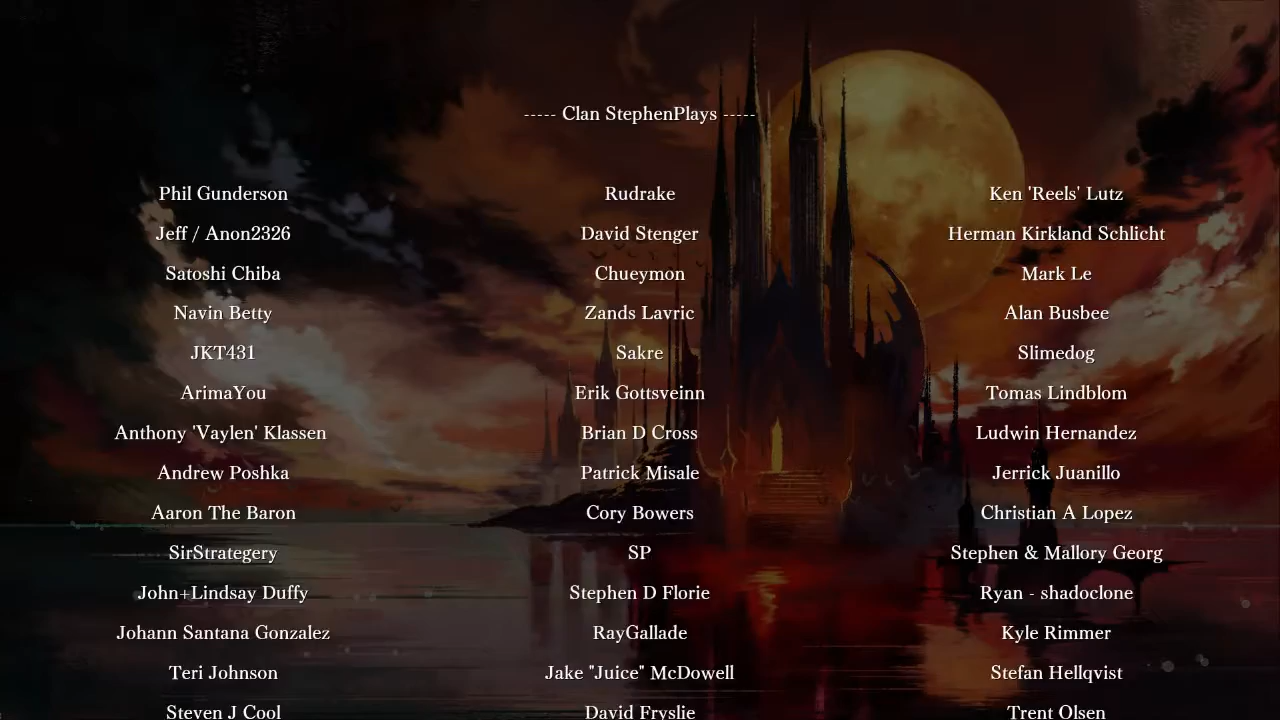 ----- Clan StephenPlays -----
Phil Gunderson
Rudrake
Ken 'Reels' Lutz
Jeff / Anon2326
David Stenger
Herman Kirkland Schlicht
Satoshi Chiba
Chueymon
Mark Le
Navin Betty
Zands Lavric
Alan Busbee
JKT431
Sakre
Slimedog
ArimaYou
Erik Gottsveinn
Tomas Lindblom
Anthony 'Vaylen' Klassen
Brian D Cross
Ludwin Hernandez
Andrew Poshka
Patrick Misale
Jerrick Juanillo
Aaron The Baron
Cory Bowers
Christian A Lopez
SirStrategery
SP
Stephen & Mallory Georg
John+Lindsay Duffy
Stephen D Florie
Ryan - shadoclone
Johann Santana Gonzalez
RayGallade
Kyle Rimmer
Teri Johnson
Jake "Juice" McDowell
Stefan Hellqvist
Steven J Cool
David Fryslie
Trent Olsen